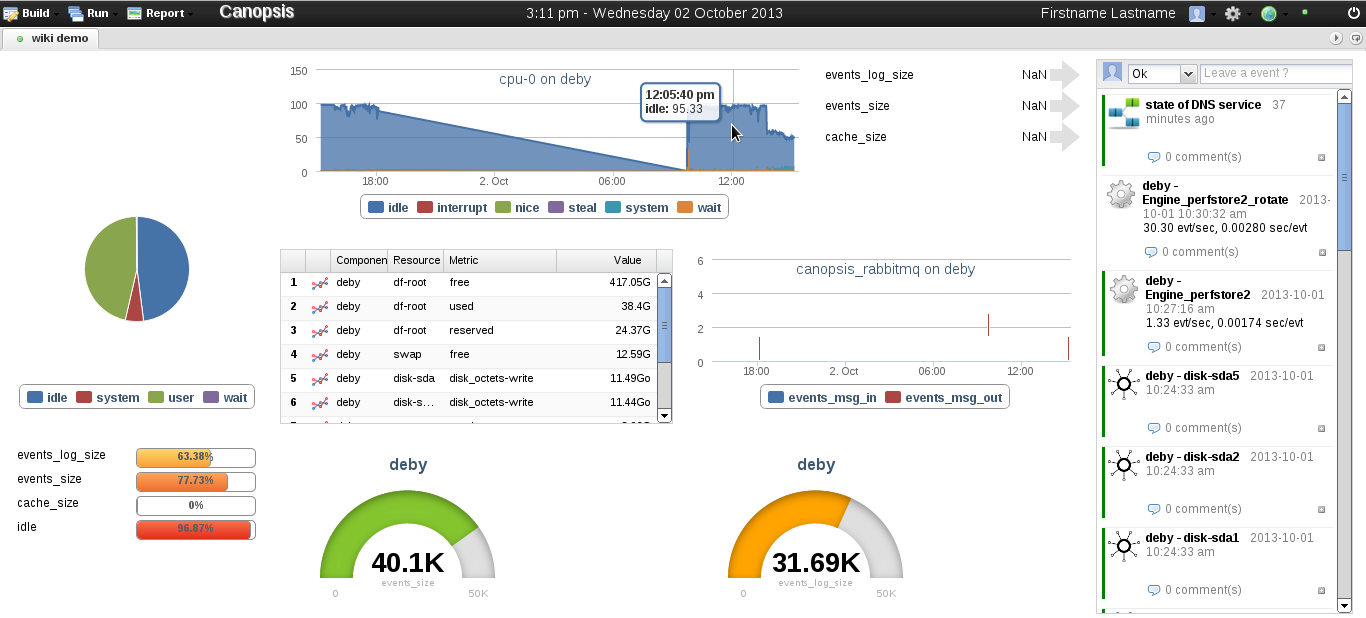 Build Run Report Canopsis 3:11 pm - Wednesday 02 October 2013 Firstname Lastname
wiki demo
cpu-0 on deby
150
100
50
0
12:05:40 pm
idle: 95.33
18:00 2. Oct 06:00 12:00
idle interrupt nice steal system wait
events_log_size NaN
events_size NaN
cache_size NaN
idle system user wait
Componen Resource Metric Value
1 deby df-root free 417.05G
2 deby df-root used 38.4G
3 deby df-root reserved 24.37G
4 deby swap free 12.59G
5 deby disk-sda disk_octets-write 11.49Go
6 deby disk-s... disk_octets-write 11.44Go
canopsis_rabbitmq on deby
6
4
2
0
18:00 2. Oct 06:00 12:00
events_msg_in events_msg_out
events_log_size 63.38%
events_size 77.73%
cache_size 0%
idle 96.87%
deby
40.1K
events_size
0 50K
deby
31.69K
events_log_size
0 50K
Ok Leave a event ?
state of DNS service 37
minutes ago
0 comment(s)
deby -
Engine_perfstore2_rotate 2013-
10-01 10:30:32 am
30.30 evt/sec, 0.00280 sec/evt
0 comment(s)
deby -
Engine_perfstore2 2013-10-01
10:27:16 am
1.33 evt/sec, 0.00174 sec/evt
0 comment(s)
deby - disk-sda5 2013-10-01
10:24:33 am
0 comment(s)
deby - disk-sda2 2013-10-01
10:24:33 am
0 comment(s)
deby - disk-sda1 2013-10-01
10:24:33 am
0 comment(s)